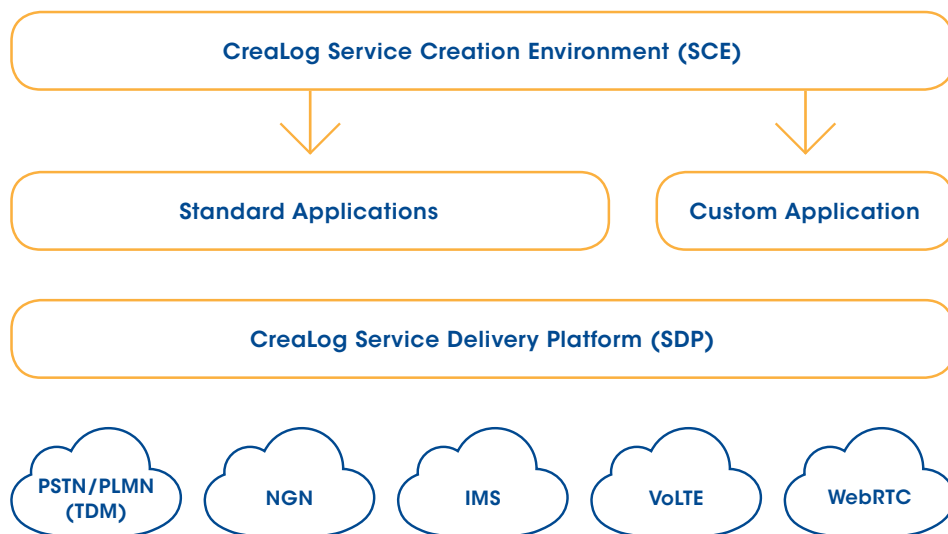 CreaLog Service Creation Environment (SCE)
Standard Applications
Custom Application
CreaLog Service Delivery Platform (SDP)
PSTN/PLMN
(TDM)
NGN
IMS
VoLTE
WebRTC